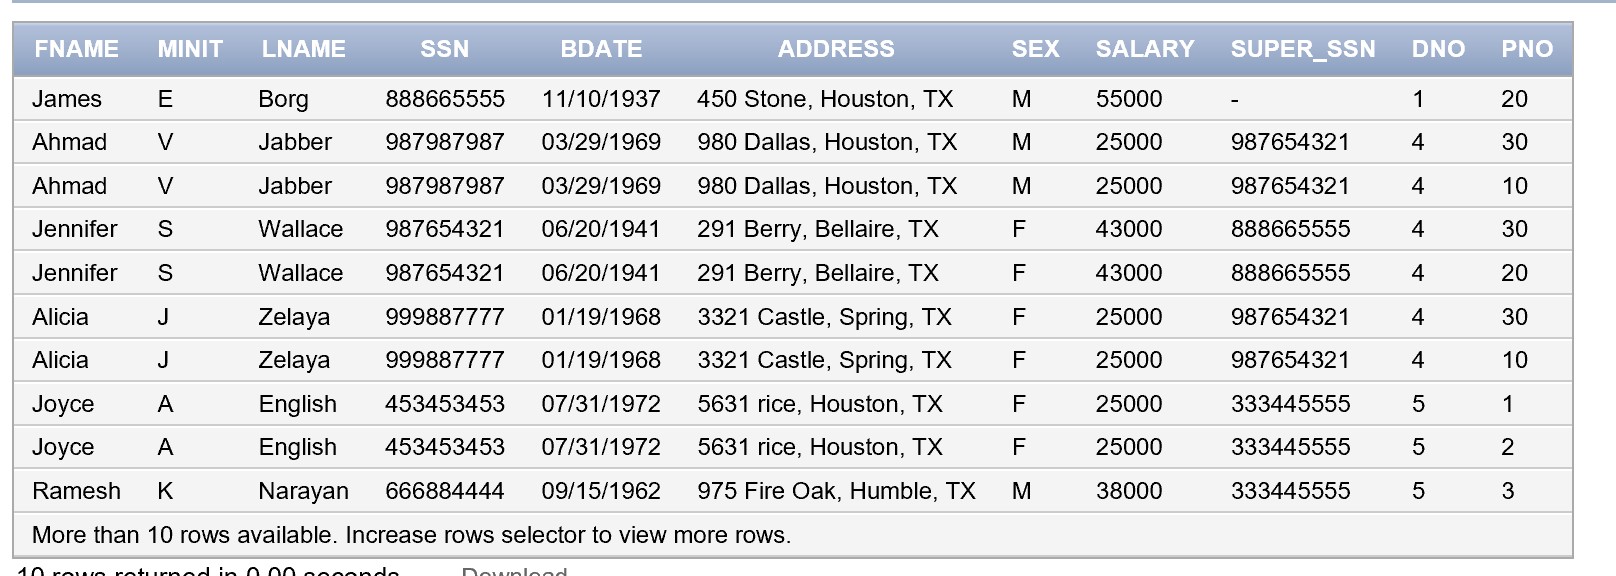 FNAME MINIT LNAME SSN BDATE ADDRESS SEX SALARY SUPER_SSN DNO PNO
James E Borg 888665555 11/10/1937 450 Stone, Houston, TX M 55000 - 1 20
Ahmad V Jabber 987987987 03/29/1969 980 Dallas, Houston, TX M 25000 987654321 4 30
Ahmad V Jabber 987987987 03/29/1969 980 Dallas, Houston, TX M 25000 987654321 4 10
Jennifer S Wallace 987654321 06/20/1941 291 Berry, Bellaire, TX F 43000 888665555 4 30
Jennifer S Wallace 987654321 06/20/1941 291 Berry, Bellaire, TX F 43000 888665555 4 20
Alicia J Zelaya 999887777 01/19/1968 3321 Castle, Spring, TX F 25000 987654321 4 30
Alicia J Zelaya 999887777 01/19/1968 3321 Castle, Spring, TX F 25000 987654321 4 10
Joyce A English 453453453 07/31/1972 5631 rice, Houston, TX F 25000 333445555 5 1
Joyce A English 453453453 07/31/1972 5631 rice, Houston, TX F 25000 333445555 5 2
Ramesh K Narayan 666884444 09/15/1962 975 Fire Oak, Humble, TX M 38000 333445555 5 3
More than 10 rows available. Increase rows selector to view more rows.
10 rows returned in 0.00 seconds Download